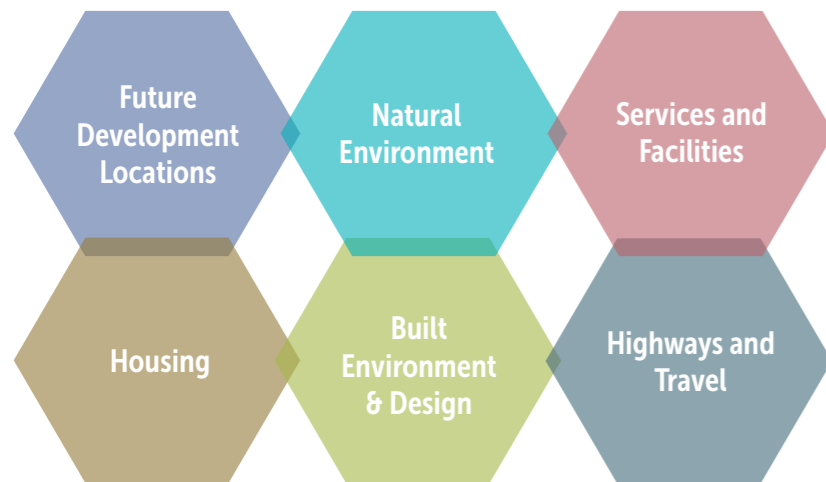 Future
Development
Locations
Natural
Environment
Services and
Facilities
Housing
Built
Environment
& Design
Highways and
Travel